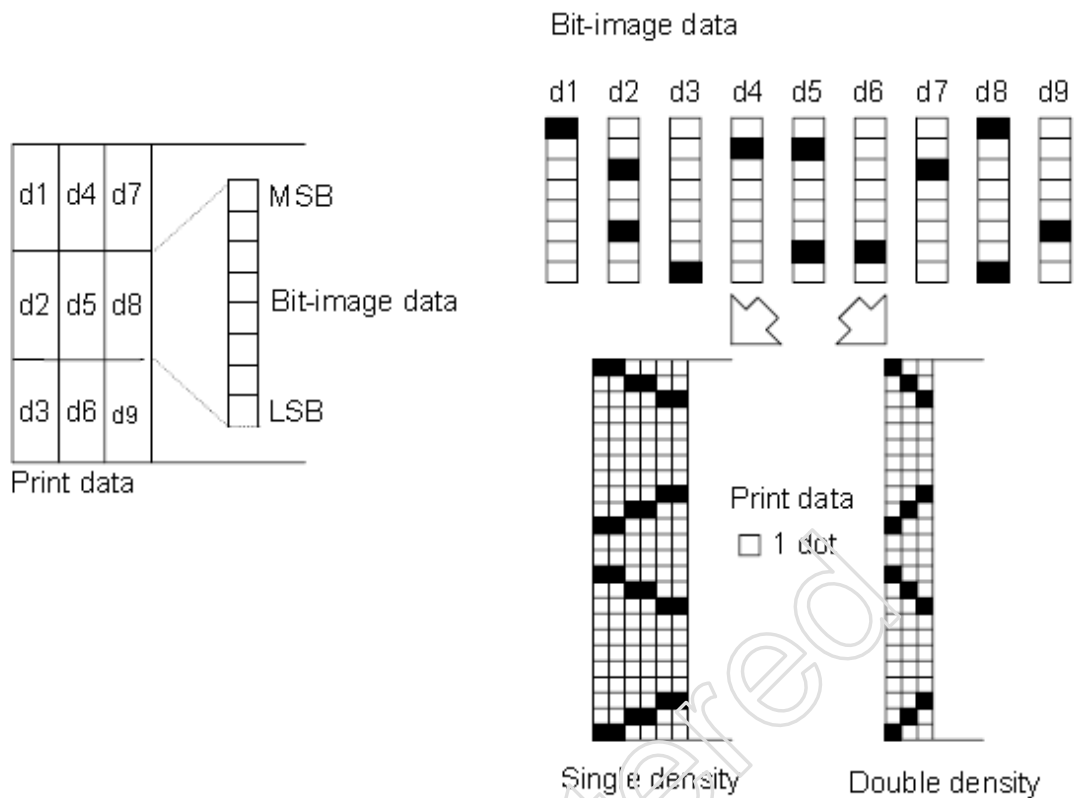 Bit-image data
d1 d2 d3 d4 d5 d6 d7 d8 d9
d1 d4 d7
MSB
d2 d5 d8
Bit-image data
d3 d6 d9
LSB
Print data
Print data
1 dot
Single density
Double density